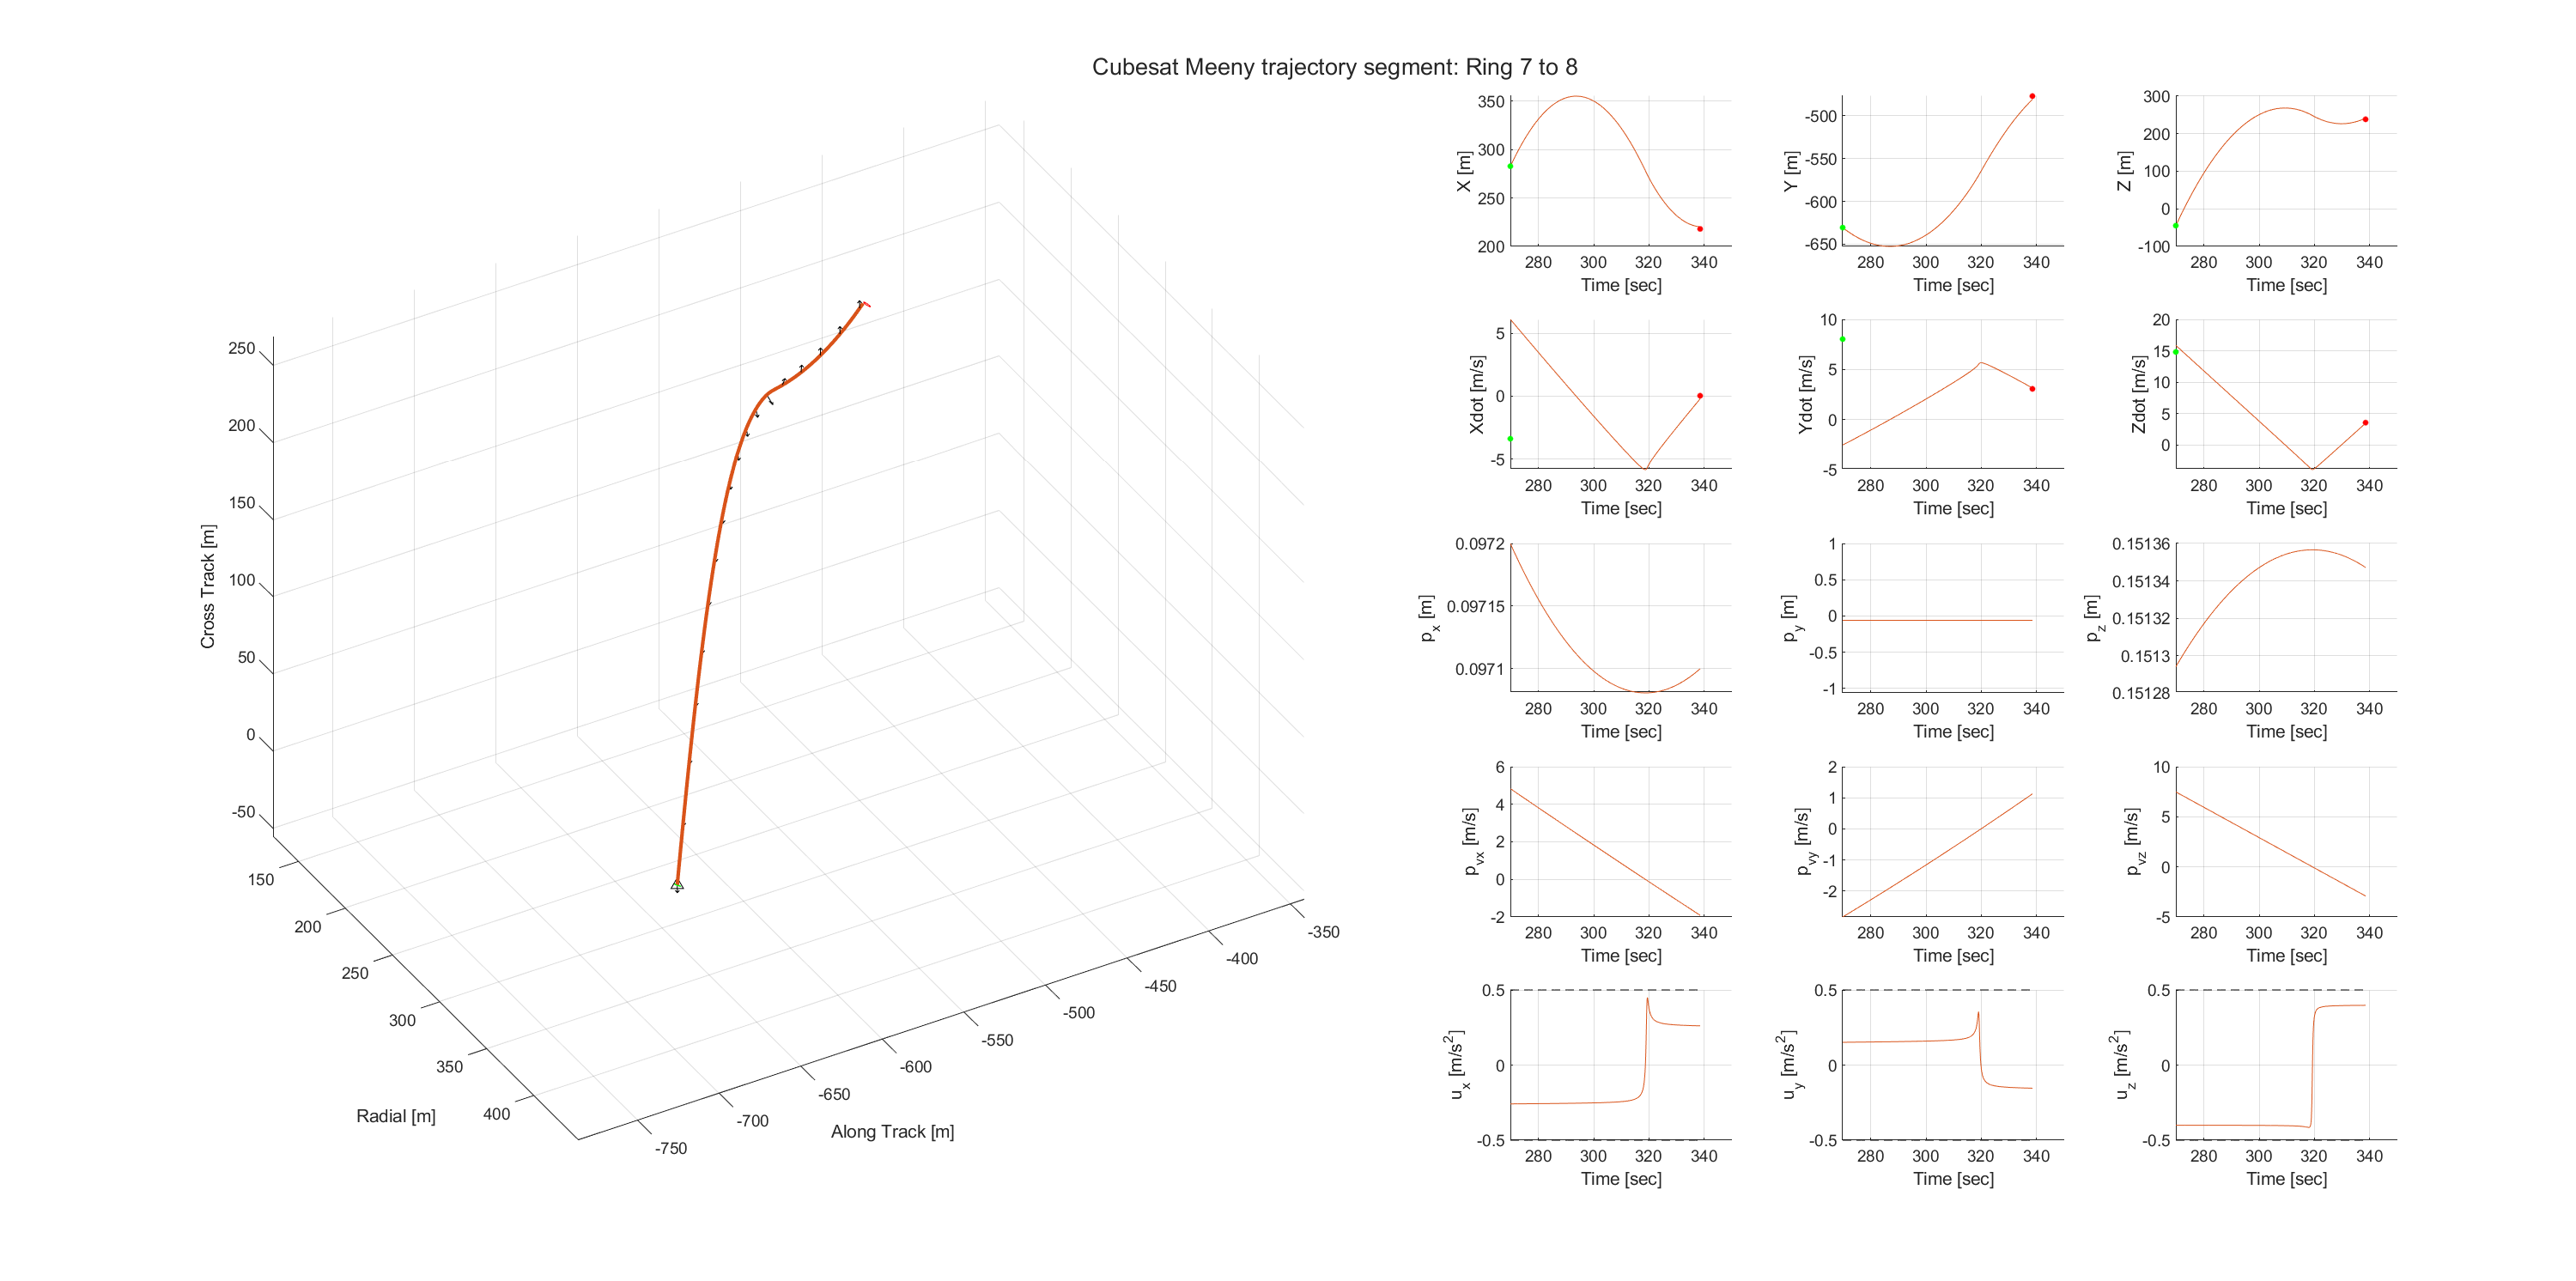 Cubesat Meeny trajectory segment: Ring 7 to 8
250
200
150
100
50
0
-50
Cross Track [m]
150
200
250
300
350
400
Radial [m]
-750
-700
-650
-600
-550
-500
-450
-400
-350
Along Track [m]
350
300
250
200
X [m]
280 300 320 340
Time [sec]
-500
-550
-600
-650
Y [m]
280 300 320 340
Time [sec]
300
200
100
0
-100
Z [m]
280 300 320 340
Time [sec]
5
0
-5
Xdot [m/s]
280 300 320 340
Time [sec]
10
5
0
-5
Ydot [m/s]
280 300 320 340
Time [sec]
20
15
10
5
0
Zdot [m/s]
280 300 320 340
Time [sec]
0.0972
0.09715
0.0971
p_x [m]
280 300 320 340
Time [sec]
1
0.5
0
-0.5
-1
p_y [m]
280 300 320 340
Time [sec]
0.15136
0.15134
0.15132
0.1513
0.15128
p_z [m]
280 300 320 340
Time [sec]
6
4
2
0
-2
p_vx [m/s]
280 300 320 340
Time [sec]
2
1
0
-1
-2
p_vy [m/s]
280 300 320 340
Time [sec]
10
5
0
-5
p_vz [m/s]
280 300 320 340
Time [sec]
0.5
0
-0.5
u_x [m/s²]
280 300 320 340
Time [sec]
0.5
0
-0.5
u_y [m/s²]
280 300 320 340
Time [sec]
0.5
0
-0.5
u_z [m/s²]
280 300 320 340
Time [sec]